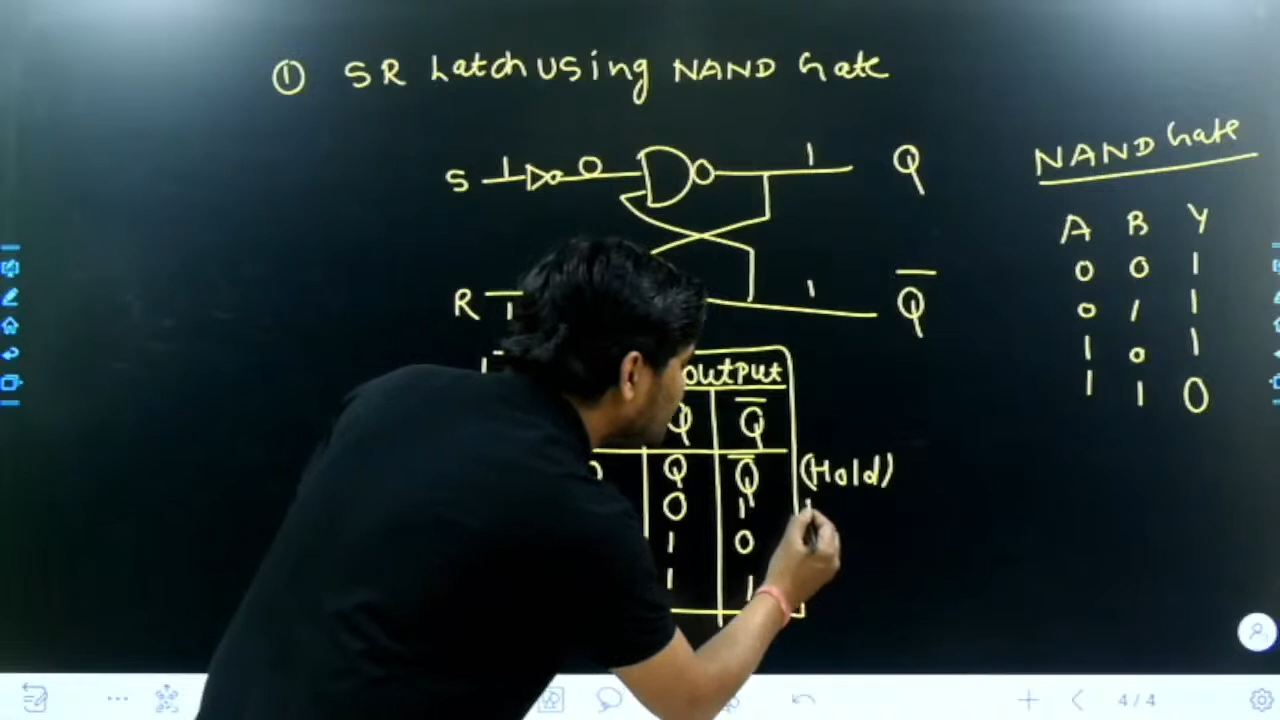 ① SR Latch using NAND Gate
S 1 0 1 Q
R 1 1 Q̅
NAND Gate
A B Y
0 0 1
0 1 1
1 0 1
1 1 0
output
Q Q̅
Q Q̅ (Hold)
0 1
1 0
1 1
4/4